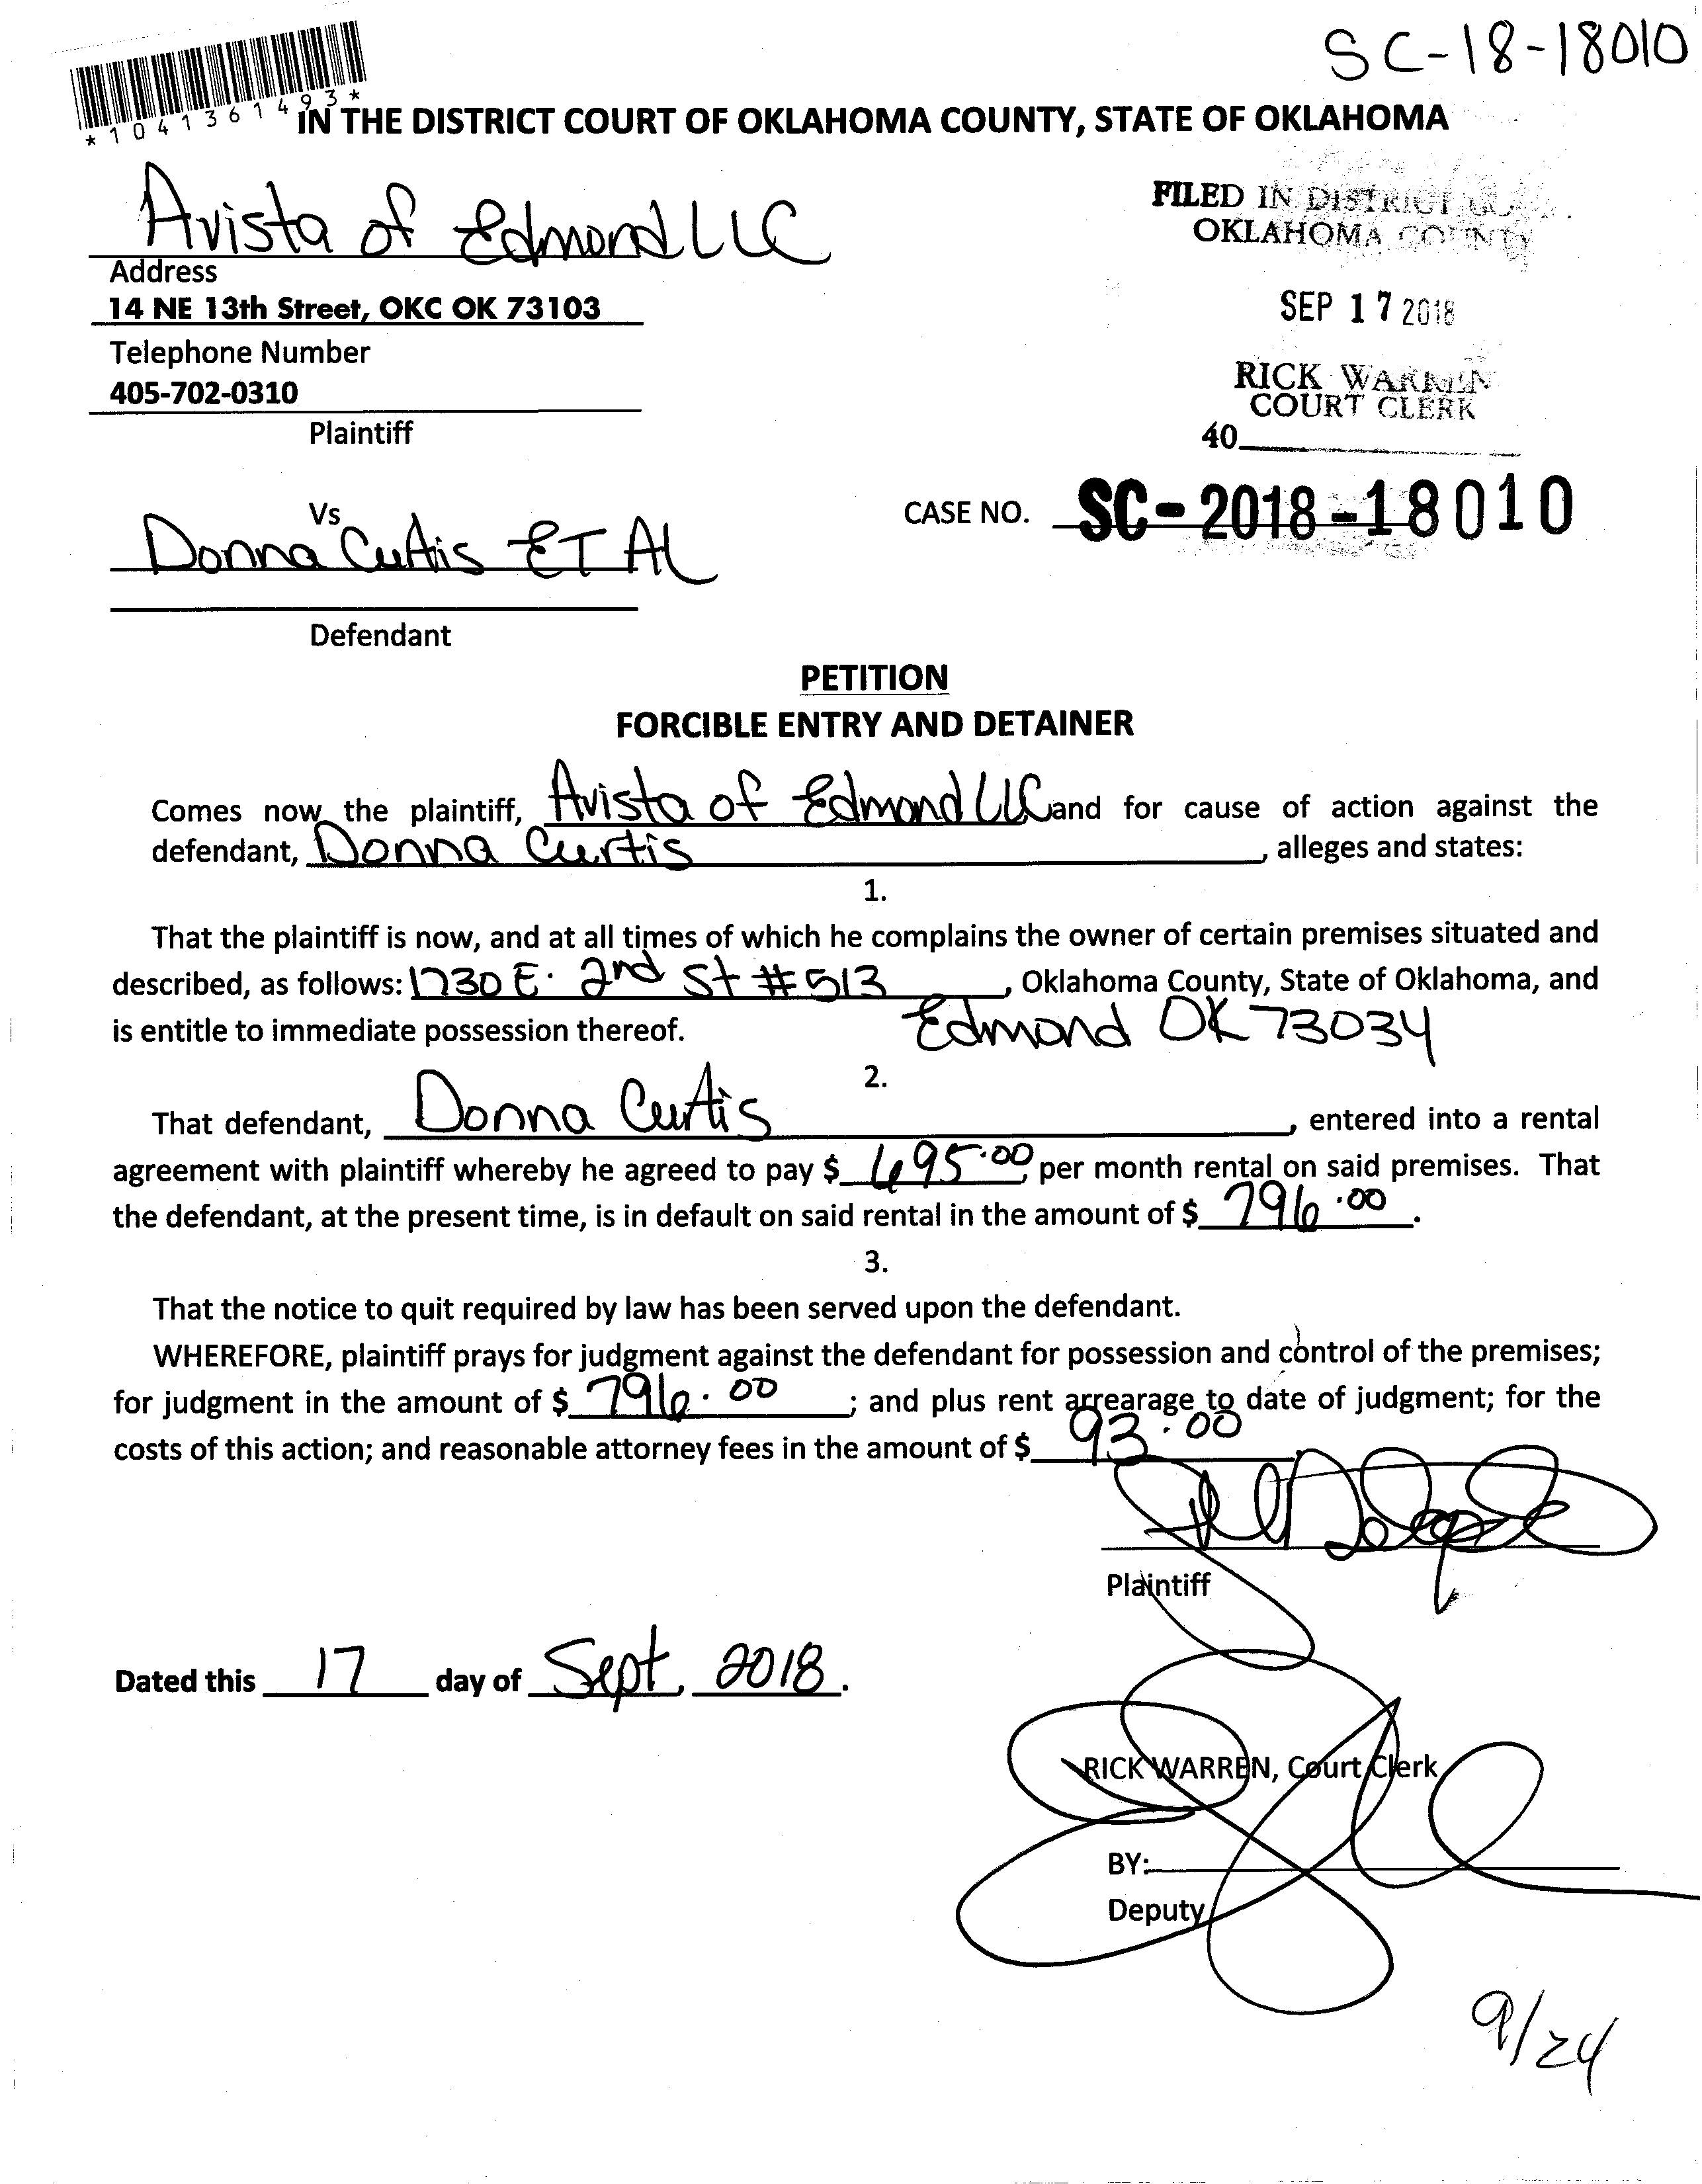 SC-18-18010
*1041361493*
IN THE DISTRICT COURT OF OKLAHOMA COUNTY, STATE OF OKLAHOMA
Avista of Edmond LLC
Address
14 NE 13th Street, OKC OK 73103
Telephone Number
405-702-0310
Plaintiff
FILED IN DISTRICT
OKLAHOMA COUNTY
SEP 17 2018
RICK WARREN
COURT CLERK
40
Vs
Donna Curtis ET AL
Defendant
CASE NO. SC-2018-18010
PETITION
FORCIBLE ENTRY AND DETAINER
Comes now the plaintiff, Avista of Edmond LLC and for cause of action against the
defendant, Donna Curtis, alleges and states:
1.
That the plaintiff is now, and at all times of which he complains the owner of certain premises situated and
described, as follows: 1730 E. 2nd St #513, Oklahoma County, State of Oklahoma, and
is entitle to immediate possession thereof. Edmond OK 73034
2.
That defendant, Donna Curtis, entered into a rental
agreement with plaintiff whereby he agreed to pay $ 695.00, per month rental on said premises. That
the defendant, at the present time, is in default on said rental in the amount of $ 796.00.
3.
That the notice to quit required by law has been served upon the defendant.
WHEREFORE, plaintiff prays for judgment against the defendant for possession and control of the premises;
for judgment in the amount of $ 796.00; and plus rent arrearage to date of judgment; for the
costs of this action; and reasonable attorney fees in the amount of $ 93.00
Plaintiff
Dated this 17 day of Sept, 2018.
RICK WARREN, Court Clerk
BY:
Deputy
9/24